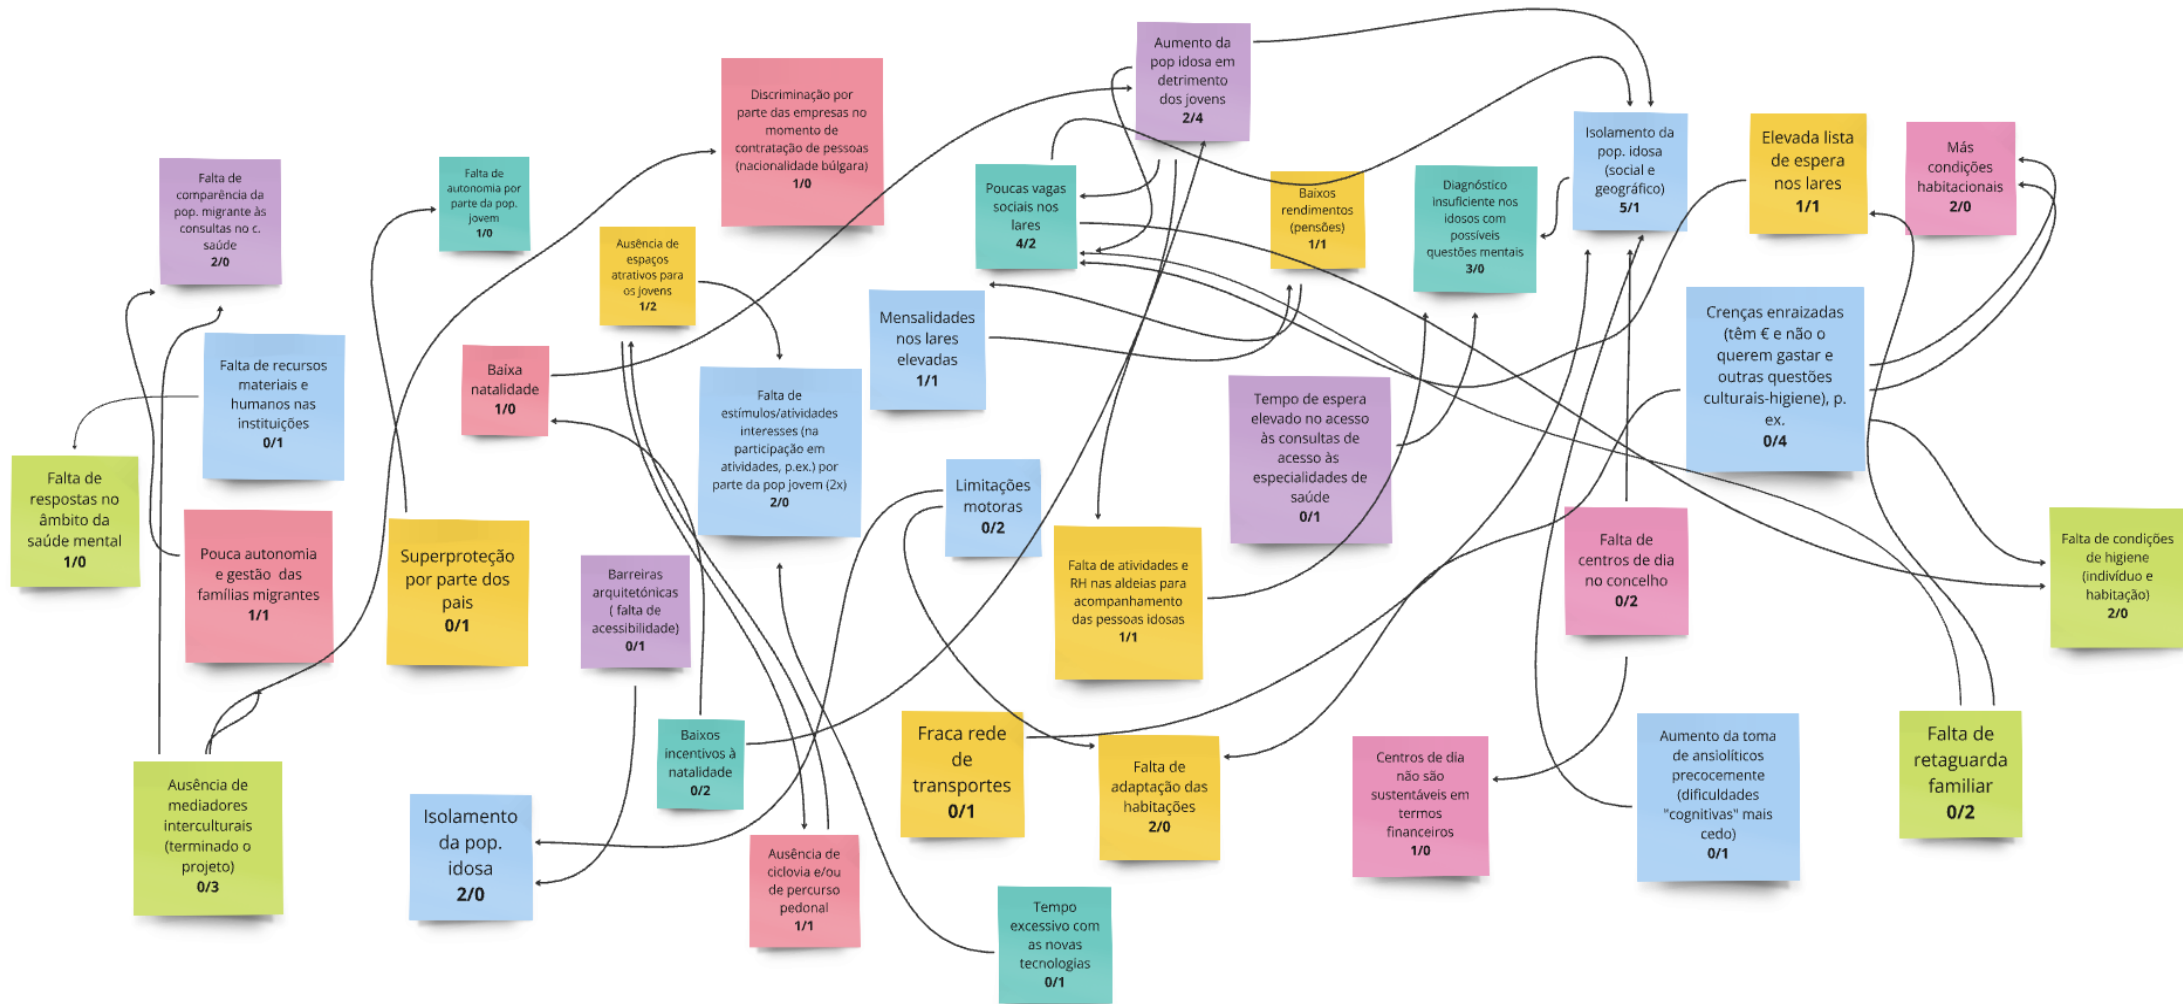 Aumento da
pop idosa em
detrimento
dos jovens
2/4
Discriminação por
parte das empresas no
momento de
contratação de pessoas
(nacionalidade búlgara)
1/0
Isolamento da
pop. idosa
(social e
geográfico)
5/1
Elevada lista
de espera
nos lares
1/1
Más
condições
habitacionais
2/0
Falta de
comparência da
pop. migrante às
consultas no c.
saúde
2/0
Falta de
autonomia por
parte da pop.
jovem
1/0
Poucas vagas
sociais nos
lares
4/2
Baixos
rendimentos
(pensões)
1/1
Diagnóstico
insuficiente nos
idosos com
possíveis
questões mentais
3/0
Ausência de
espaços
atrativos para
os jovens
1/2
Mensalidades
nos lares
elevadas
1/1
Crenças enraizadas
(têm € e não o
querem gastar e
outras questões
culturais-higiene), p.
ex.
0/4
Falta de recursos
materiais e
humanos nas
instituições
0/1
Baixa
natalidade
1/0
Falta de
estímulos/atividades
interesses (na
participação em
atividades, p.ex.) por
parte da pop jovem (2x)
2/0
Tempo de espera
elevado no acesso
às consultas de
acesso às
especialidades de
saúde
0/1
Falta de
respostas no
âmbito da
saúde mental
1/0
Pouca autonomia
e gestão das
famílias migrantes
1/1
Superproteção
por parte dos
pais
0/1
Limitações
motoras
0/2
Barreiras
arquitetónicas
( falta de
acessibilidade)
0/1
Falta de atividades e
RH nas aldeias para
acompanhamento
das pessoas idosas
1/1
Falta de
centros de dia
no concelho
0/2
Falta de condições
de higiene
(indivíduo e
habitação)
2/0
Ausência de
mediadores
interculturais
(terminado o
projeto)
0/3
Isolamento
da pop.
idosa
2/0
Baixos
incentivos à
natalidade
0/2
Ausência de
ciclovia e/ou
de percurso
pedonal
1/1
Fraca rede
de
transportes
0/1
Falta de
adaptação das
habitações
2/0
Tempo
excessivo com
as novas
tecnologias
0/1
Centros de dia
não são
sustentáveis em
termos
financeiros
1/0
Aumento da toma
de ansiolíticos
precocemente
(dificuldades
"cognitivas" mais
cedo)
0/1
Falta de
retaguarda
familiar
0/2